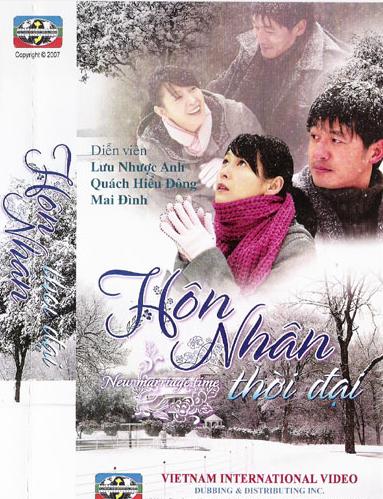 Copyright © 2007
Hôn Nhân thời đại
Diển viên
Lưu Nhược Anh
Quách Hiểu Đông
Mai Đình
Hôn
Nhân
New marriage time
thời đại
VIETNAM INTERNATIONAL VIDEO
DUBBING & DISTRIBUTING INC.